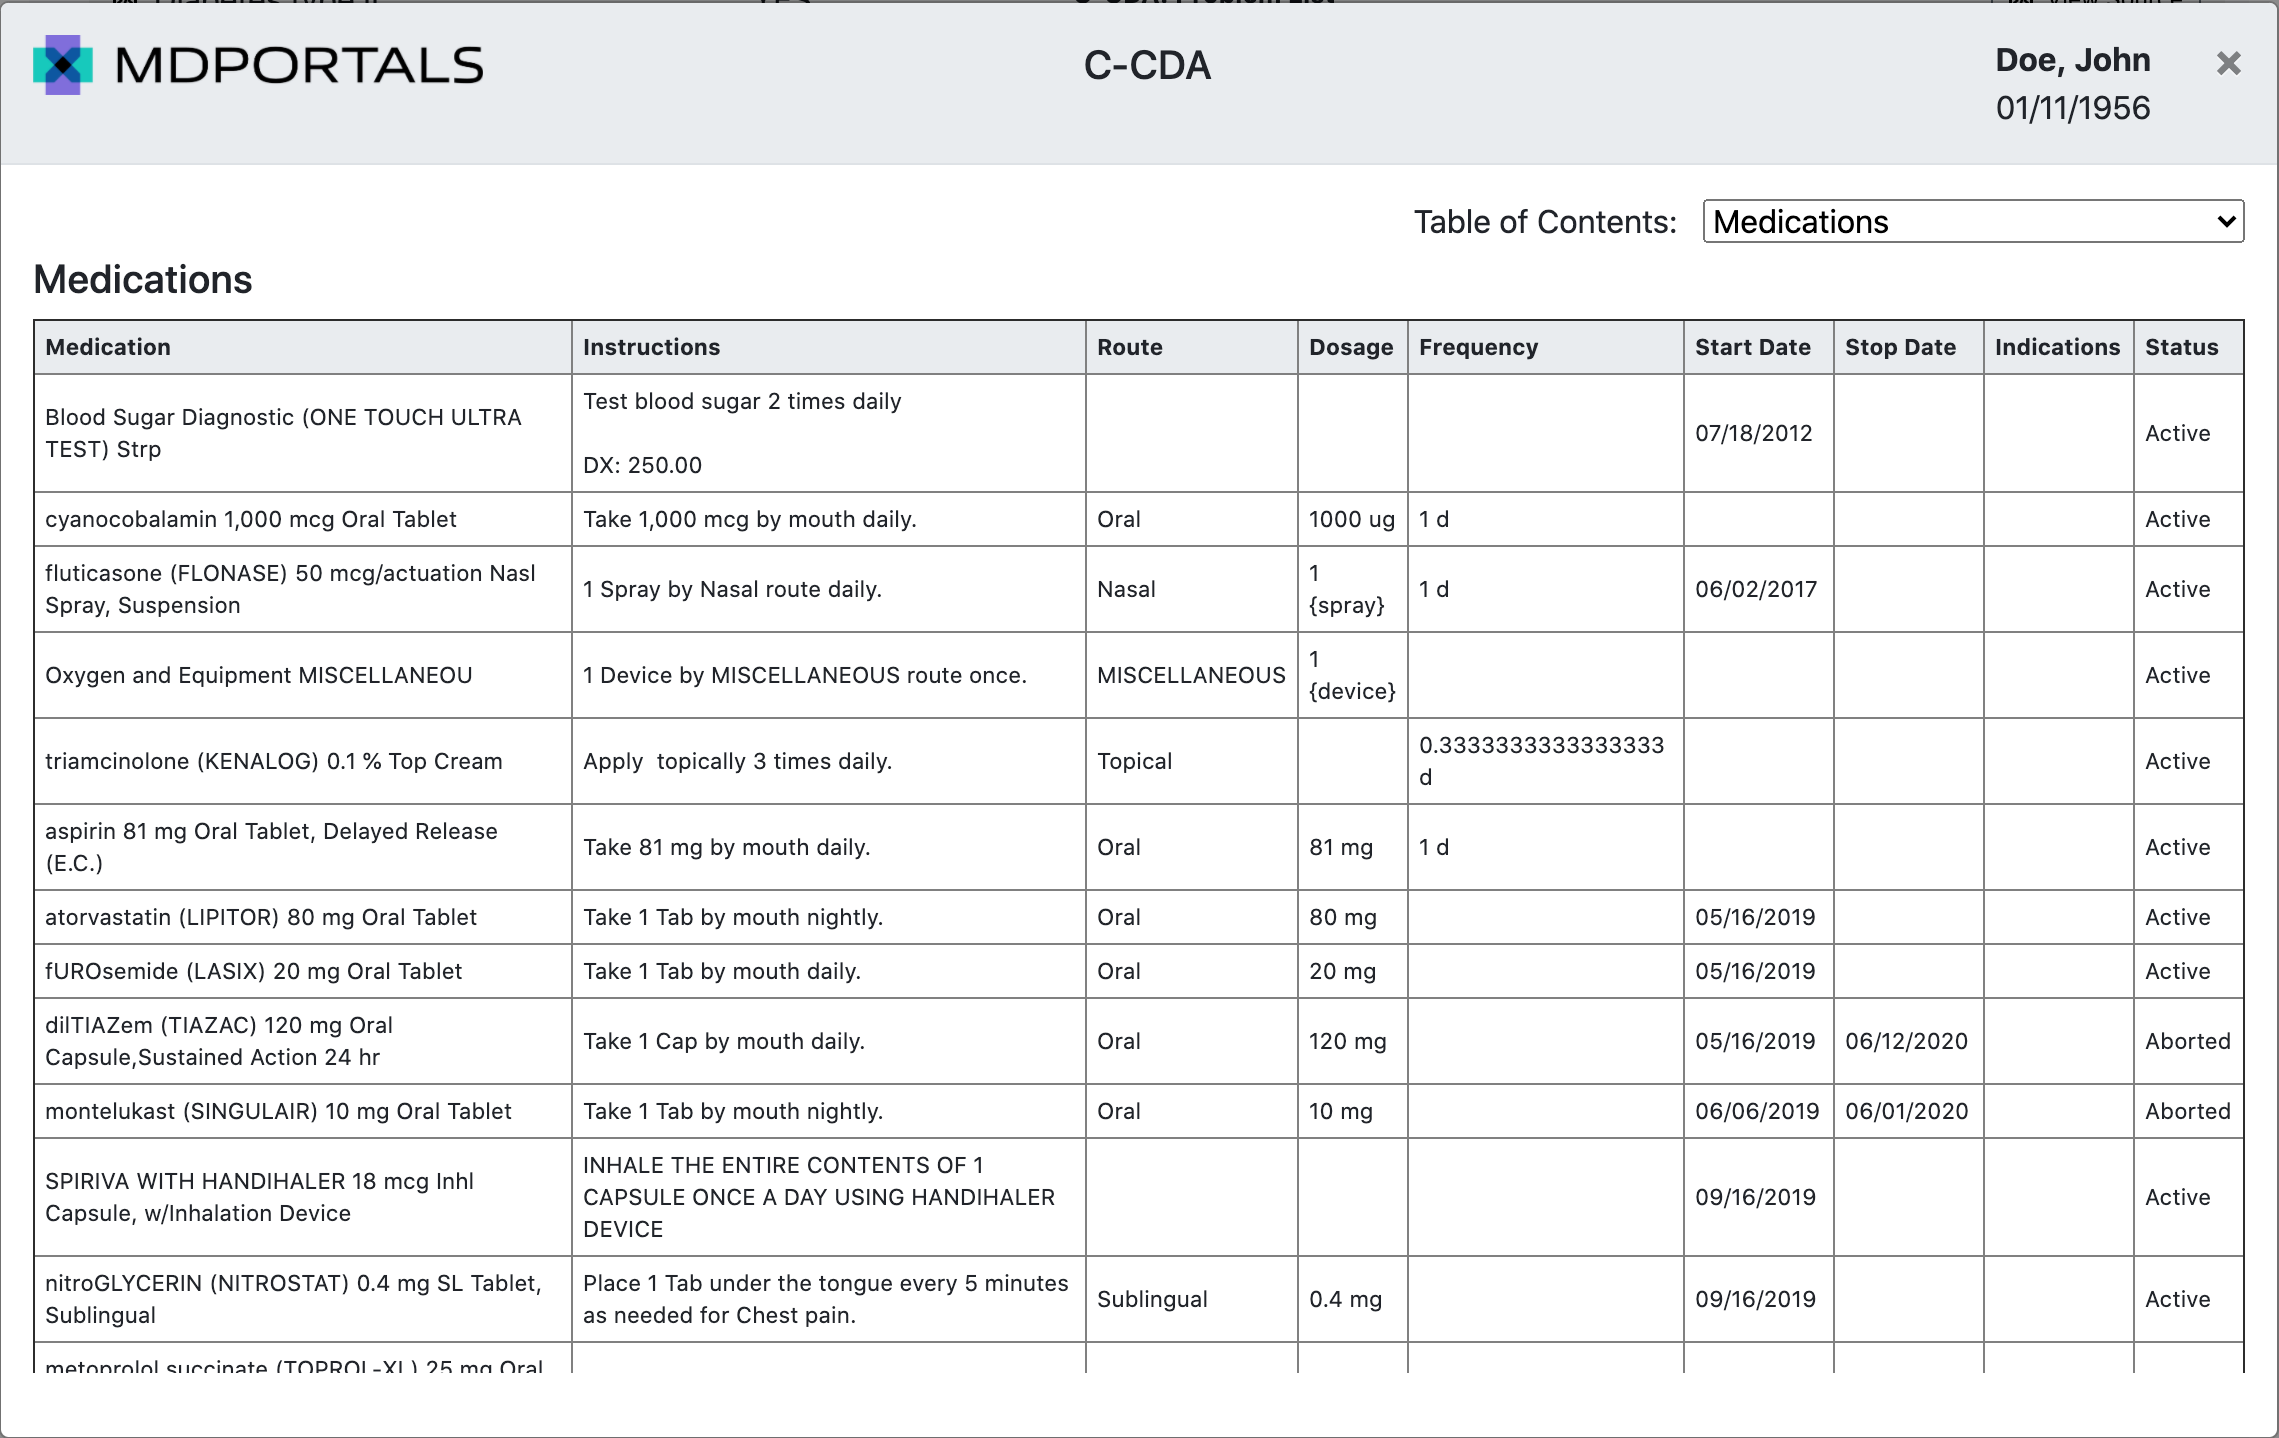 MDPORTALS
C-CDA
Doe, John
01/11/1956
Table of Contents: Medications
Medications
Medication Instructions Route Dosage Frequency Start Date Stop Date Indications Status
Blood Sugar Diagnostic (ONE TOUCH ULTRA
TEST) Strp
Test blood sugar 2 times daily
DX: 250.00
07/18/2012
Active
cyanocobalamin 1,000 mcg Oral Tablet Take 1,000 mcg by mouth daily. Oral 1000 ug 1 d Active
fluticasone (FLONASE) 50 mcg/actuation Nasl
Spray, Suspension
1 Spray by Nasal route daily.
Nasal
1
{spray}
1 d
06/02/2017
Active
Oxygen and Equipment MISCELLANEOU
1 Device by MISCELLANEOUS route once.
MISCELLANEOUS
1
{device}
Active
triamcinolone (KENALOG) 0.1 % Top Cream
Apply  topically 3 times daily.
Topical
0.3333333333333333
d
Active
aspirin 81 mg Oral Tablet, Delayed Release
(E.C.)
Take 81 mg by mouth daily.
Oral
81 mg
1 d
Active
atorvastatin (LIPITOR) 80 mg Oral Tablet Take 1 Tab by mouth nightly. Oral 80 mg 05/16/2019 Active
fUROsemide (LASIX) 20 mg Oral Tablet Take 1 Tab by mouth daily. Oral 20 mg 05/16/2019 Active
dilTIAZem (TIAZAC) 120 mg Oral
Capsule,Sustained Action 24 hr
Take 1 Cap by mouth daily.
Oral
120 mg
05/16/2019
06/12/2020
Aborted
montelukast (SINGULAIR) 10 mg Oral Tablet Take 1 Tab by mouth nightly. Oral 10 mg 06/06/2019 06/01/2020 Aborted
SPIRIVA WITH HANDIHALER 18 mcg Inhl
Capsule, w/Inhalation Device
INHALE THE ENTIRE CONTENTS OF 1
CAPSULE ONCE A DAY USING HANDIHALER
DEVICE
09/16/2019
Active
nitroGLYCERIN (NITROSTAT) 0.4 mg SL Tablet,
Sublingual
Place 1 Tab under the tongue every 5 minutes
as needed for Chest pain.
Sublingual
0.4 mg
09/16/2019
Active
metoprolol succinate (TOPROL-XL) 25 mg Oral